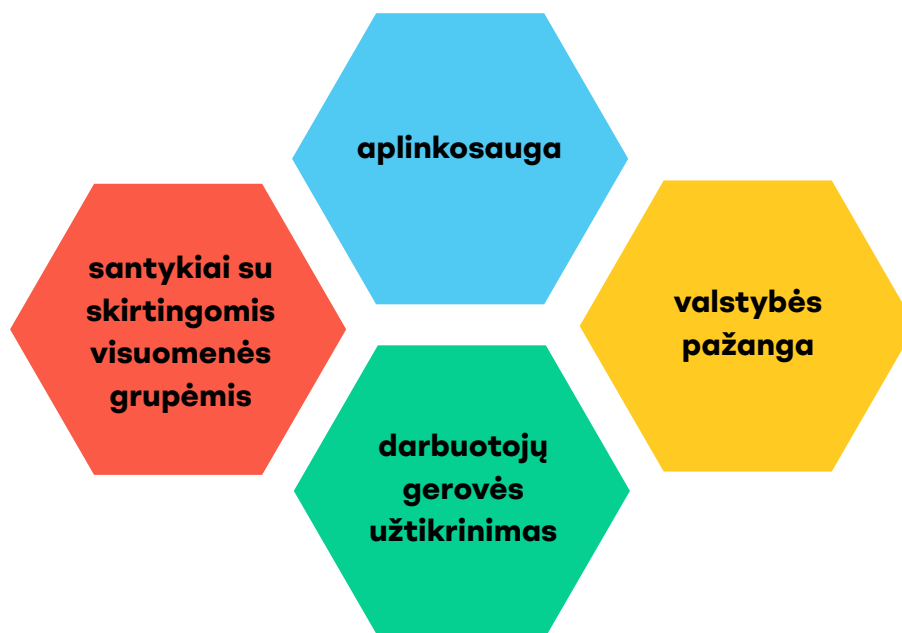 aplinkosauga
santykiai su
skirtingomis
visuomenės
grupėmis
valstybės
pažanga
darbuotojų
gerovės
užtikrinimas